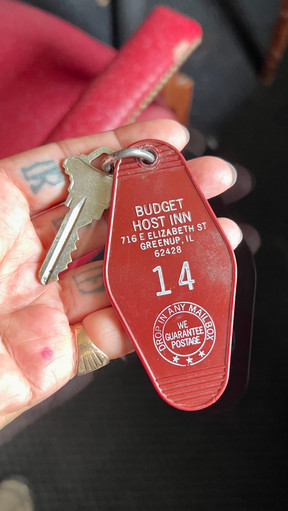 BUDGET
HOST INN
716 E ELIZABETH ST
GREENUP, IL
62428
14
DROP IN ANY MAILBOX
WE
GUARANTEE
POSTAGE